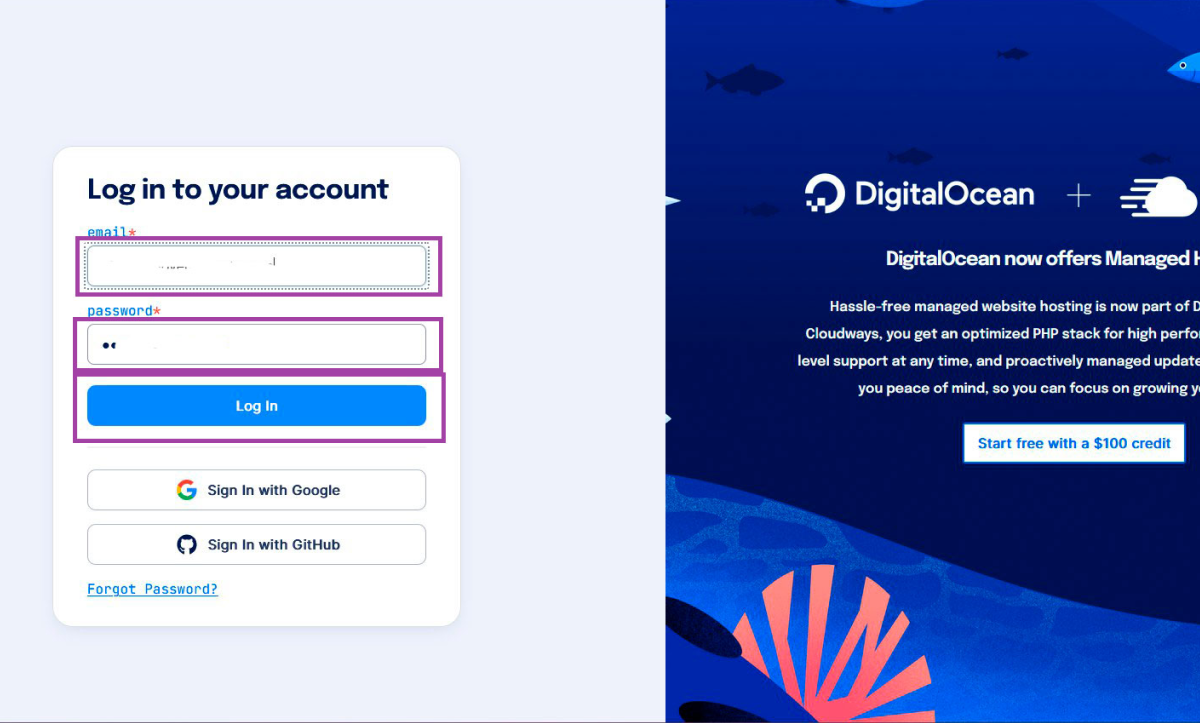 Log in to your account
email*
password*
Log In
Sign In with Google
Sign In with GitHub
Forgot Password?
DigitalOcean +
DigitalOcean now offers Managed
Hassle-free managed website hosting is now part of
Cloudways, you get an optimized PHP stack for high
level support at any time, and proactively managed
you peace of mind, so you can focus on growing
Start free with a $100 credit